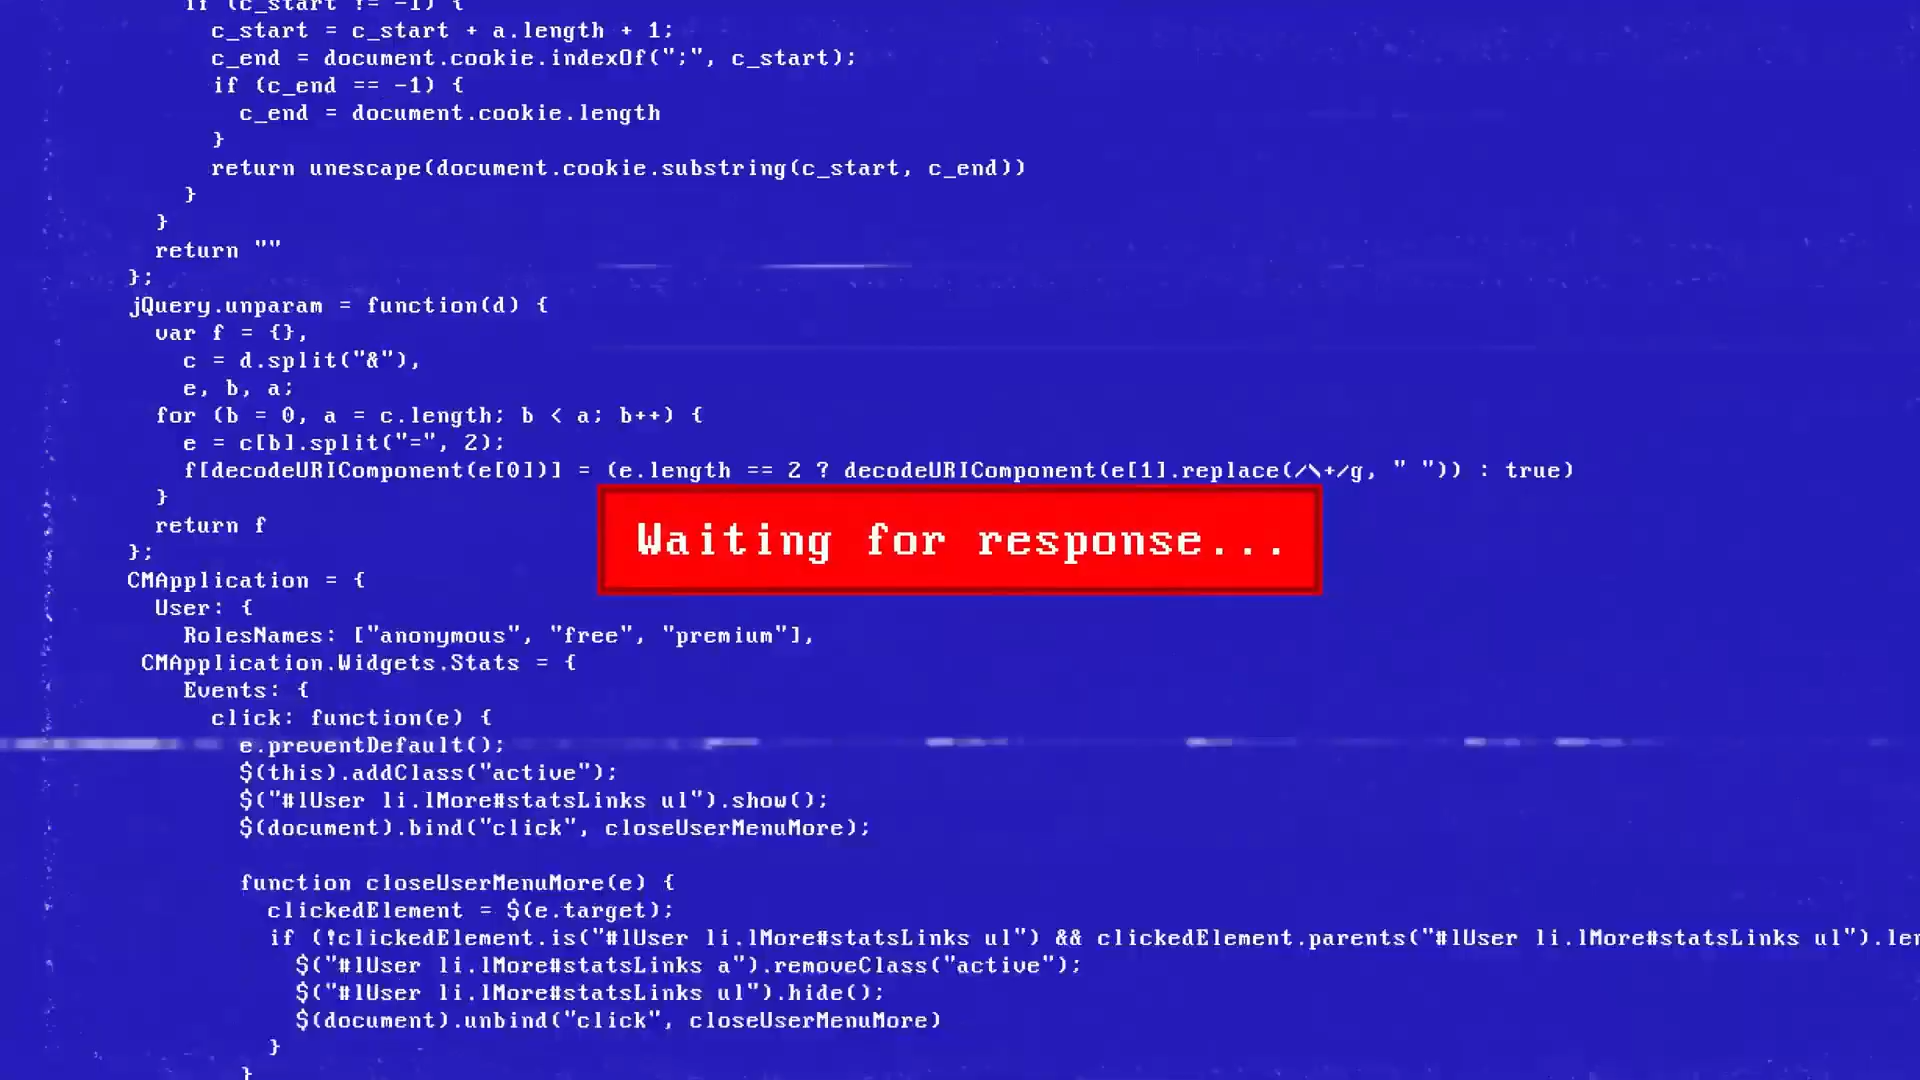 if (c_start != -1) {
c_start = c_start + a.length + 1;
c_end = document.cookie.indexOf(";", c_start);
if (c_end == -1) {
c_end = document.cookie.length
}
return unescape(document.cookie.substring(c_start, c_end))
}
}
return ""
};
jQuery.unparam = function(d) {
var f = {},
c = d.split("&"),
e, b, a;
for (b = 0, a = c.length; b < a; b++) {
e = c[b].split("=", 2);
f[decodeURIComponent(e[0])] = (e.length == 2 ? decodeURIComponent(e[1].replace(/\+/g, " ")) : true)
}
return f
Waiting for response...
};
CMApplication = {
User: {
RolesNames: ["anonymous", "free", "premium"],
CMApplication.Widgets.Stats = {
Events: {
click: function(e) {
e.preventDefault();
$(this).addClass("active");
$("#lUser li.lMore#statsLinks ul").show();
$(document).bind("click", closeUserMenuMore);
function closeUserMenuMore(e) {
clickedElement = $(e.target);
if (!clickedElement.is("#lUser li.lMore#statsLinks ul") && clickedElement.parents("#lUser li.lMore#statsLinks ul").len
$("#lUser li.lMore#statsLinks a").removeClass("active");
$("#lUser li.lMore#statsLinks ul").hide();
$(document).unbind("click", closeUserMenuMore)
}
}